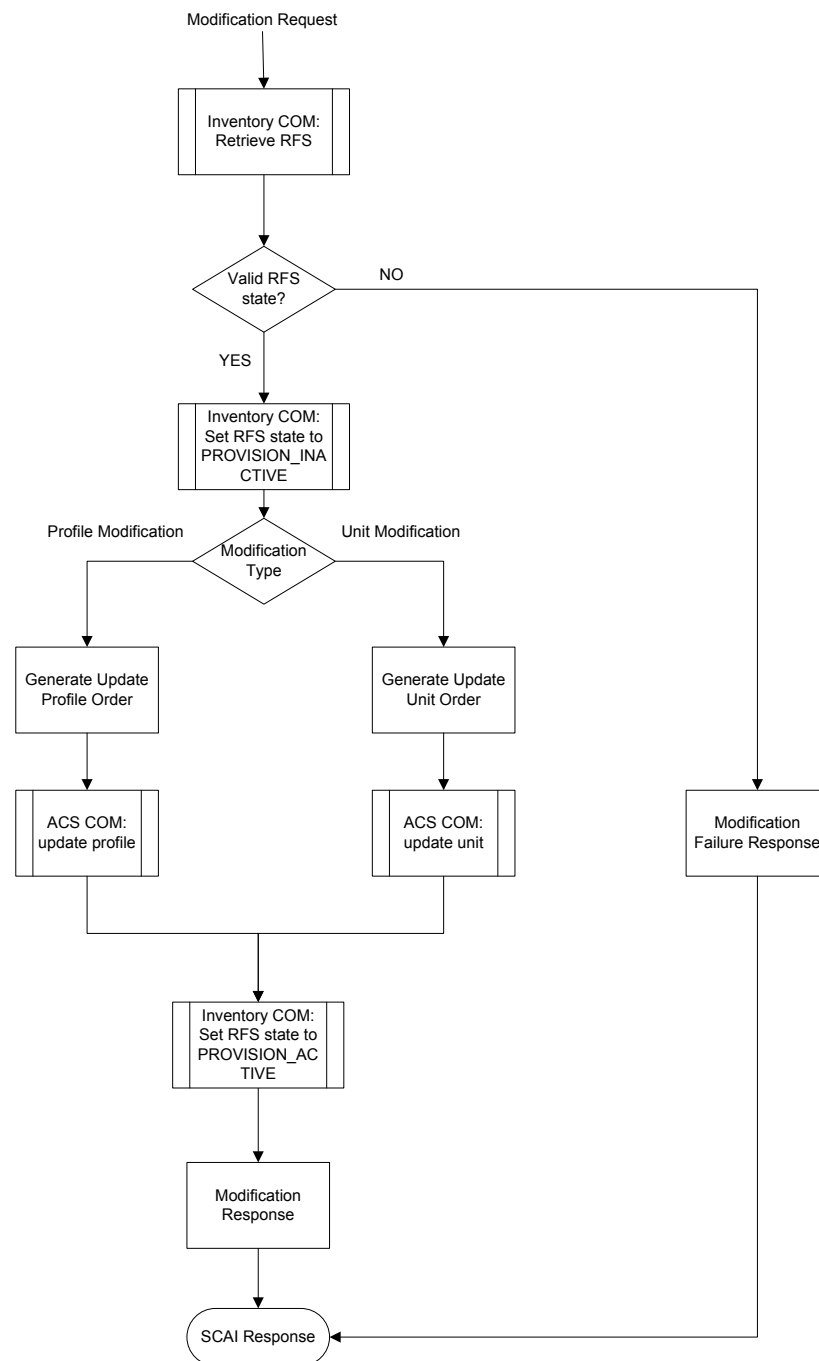 Modification Request
Inventory COM:
Retrieve RFS
Valid RFS
state?
NO
YES
Inventory COM:
Set RFS state to
PROVISION_INA
CTIVE
Profile Modification
Unit Modification
Modification
Type
Generate Update
Profile Order
Generate Update
Unit Order
ACS COM:
update profile
ACS COM:
update unit
Modification
Failure Response
Inventory COM:
Set RFS state to
PROVISION_AC
TIVE
Modification
Response
SCAI Response